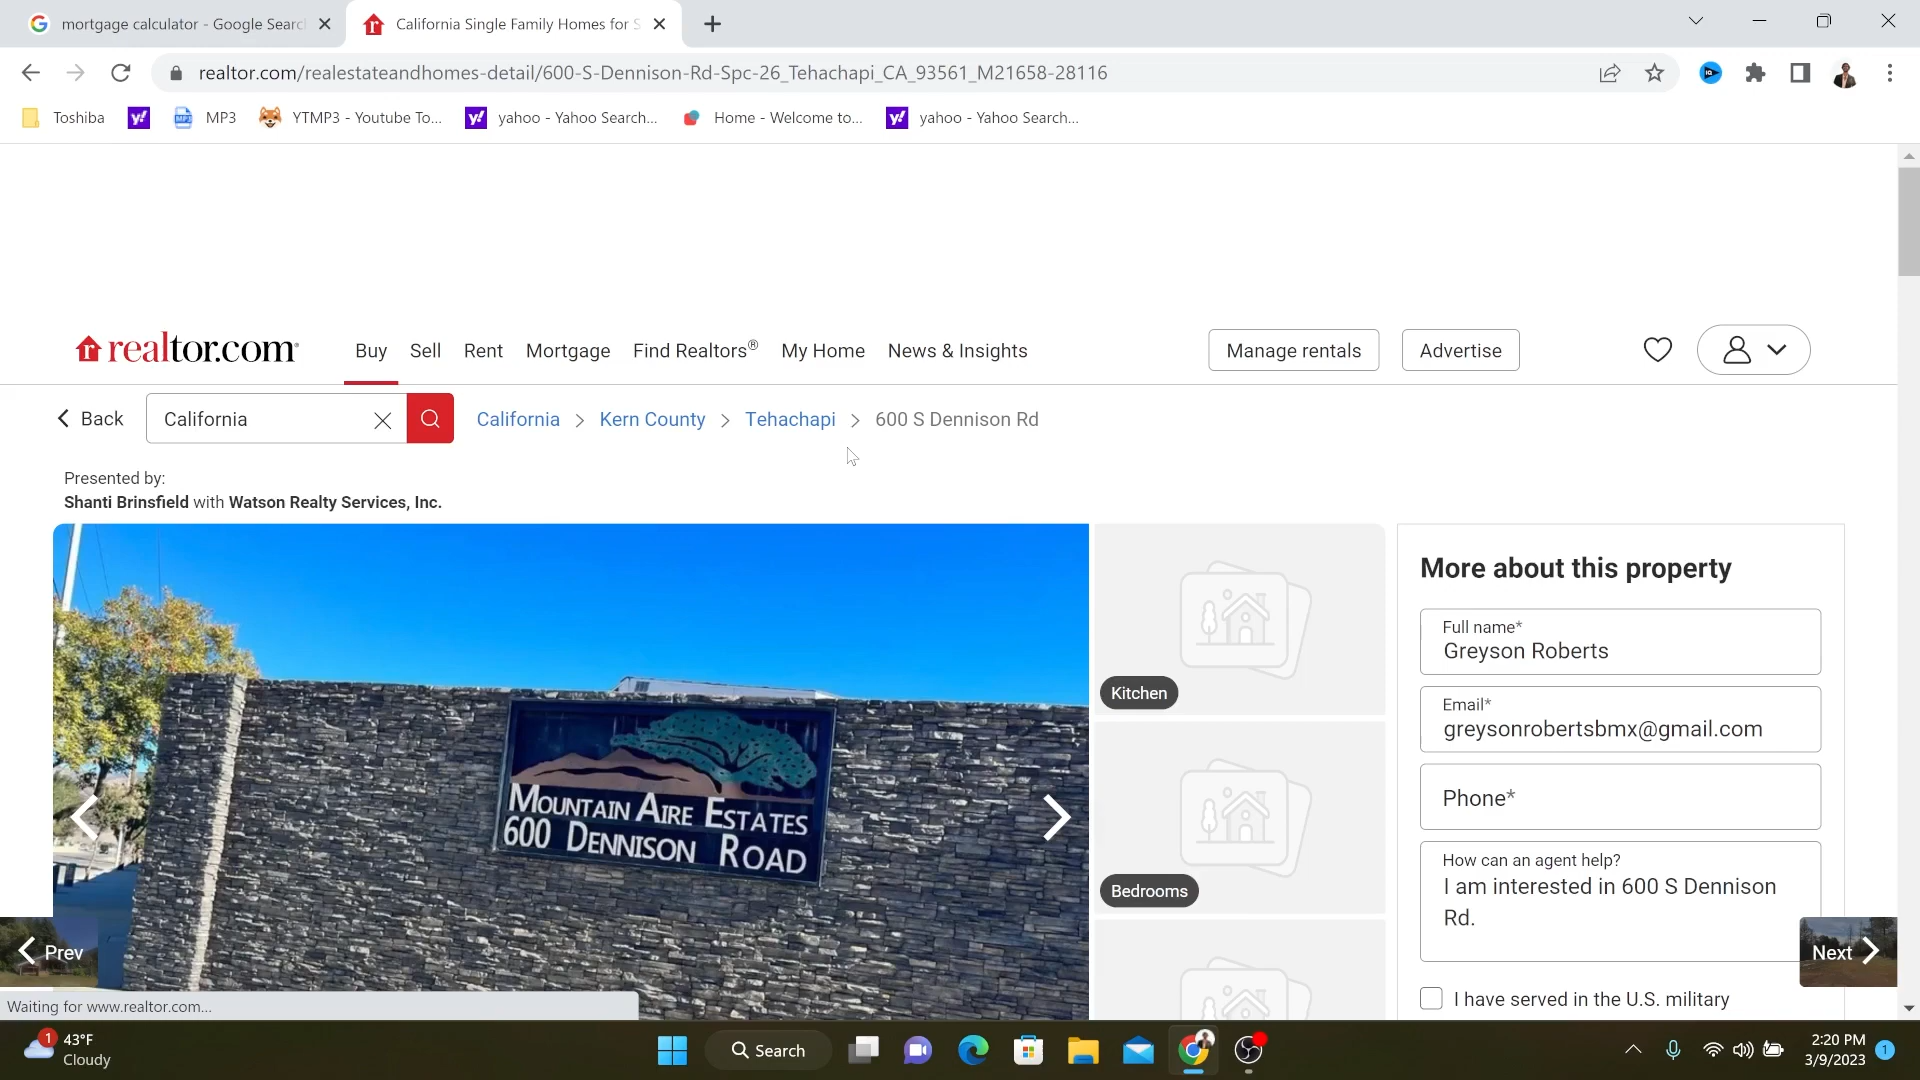 mortgage calculator - Google Searc
California Single Family Homes for S
realtor.com/realestateandhomes-detail/600-S-Dennison-Rd-Spc-26_Tehachapi_CA_93561_M21658-28116
Toshiba
y!
MP3
YTMP3 - Youtube To...
y!
yahoo - Yahoo Search...
Home - Welcome to...
y!
yahoo - Yahoo Search...
realtor.com®
Buy
Sell
Rent
Mortgage
Find Realtors®
My Home
News & Insights
Manage rentals
Advertise
Back
California
California > Kern County > Tehachapi > 600 S Dennison Rd
Presented by:
Shanti Brinsfield with Watson Realty Services, Inc.
MOUNTAIN AIRE ESTATES
600 DENNISON ROAD
Kitchen
Bedrooms
More about this property
Full name*
Greyson Roberts
Email*
greysonrobertsbmx@gmail.com
Phone*
How can an agent help?
I am interested in 600 S Dennison
Rd.
I have served in the U.S. military
Prev
Next
Waiting for www.realtor.com...
1
43°F
Cloudy
Search
2:20 PM
3/9/2023
1